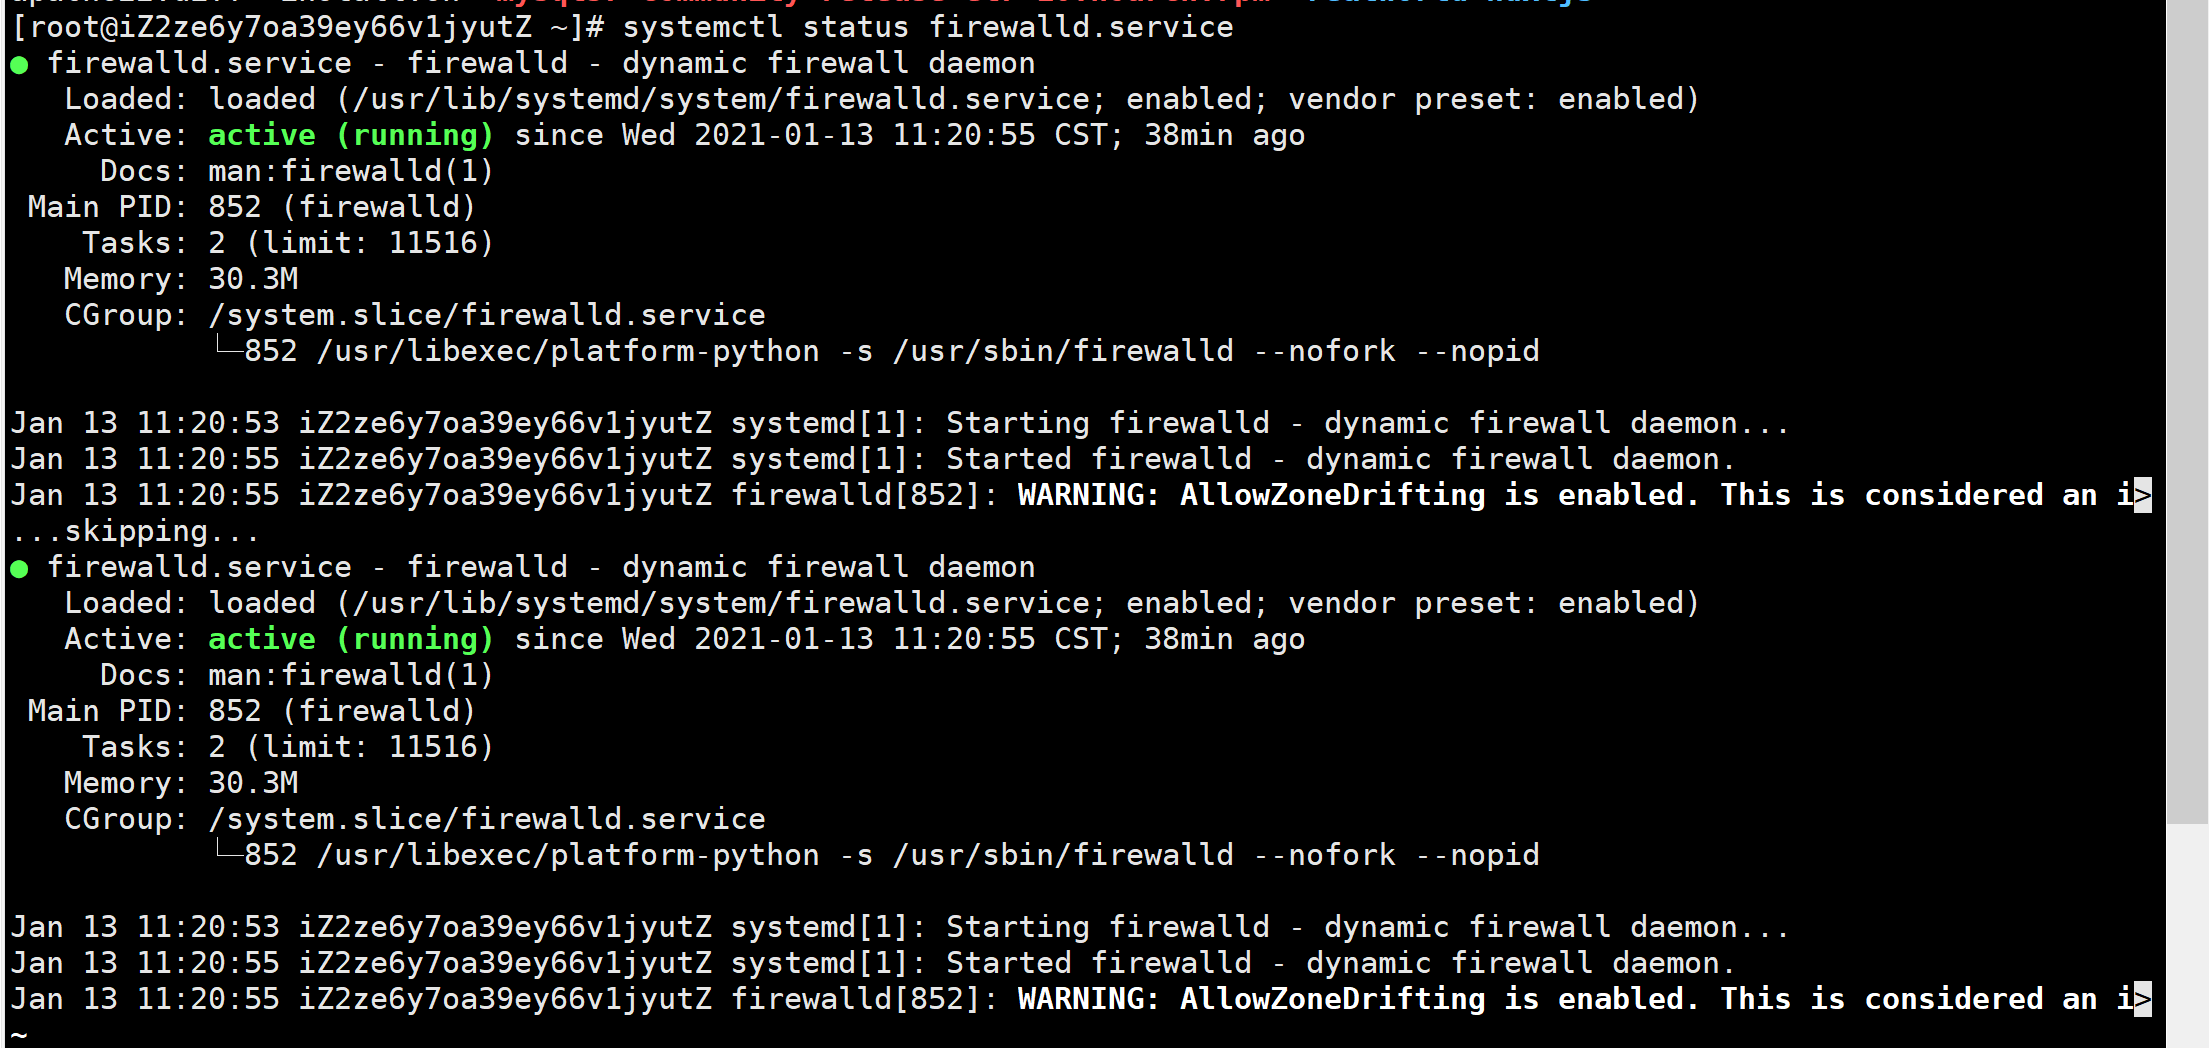 [root@iZ2ze6y7oa39ey66v1jyutZ ~]# systemctl status firewalld.service
● firewalld.service - firewalld - dynamic firewall daemon
   Loaded: loaded (/usr/lib/systemd/system/firewalld.service; enabled; vendor preset: enabled)
   Active: active (running) since Wed 2021-01-13 11:20:55 CST; 38min ago
     Docs: man:firewalld(1)
 Main PID: 852 (firewalld)
    Tasks: 2 (limit: 11516)
   Memory: 30.3M
   CGroup: /system.slice/firewalld.service
           └─852 /usr/libexec/platform-python -s /usr/sbin/firewalld --nofork --nopid
Jan 13 11:20:53 iZ2ze6y7oa39ey66v1jyutZ systemd[1]: Starting firewalld - dynamic firewall daemon...
Jan 13 11:20:55 iZ2ze6y7oa39ey66v1jyutZ systemd[1]: Started firewalld - dynamic firewall daemon.
Jan 13 11:20:55 iZ2ze6y7oa39ey66v1jyutZ firewalld[852]: WARNING: AllowZoneDrifting is enabled. This is considered an i>
...skipping...
● firewalld.service - firewalld - dynamic firewall daemon
   Loaded: loaded (/usr/lib/systemd/system/firewalld.service; enabled; vendor preset: enabled)
   Active: active (running) since Wed 2021-01-13 11:20:55 CST; 38min ago
     Docs: man:firewalld(1)
 Main PID: 852 (firewalld)
    Tasks: 2 (limit: 11516)
   Memory: 30.3M
   CGroup: /system.slice/firewalld.service
           └─852 /usr/libexec/platform-python -s /usr/sbin/firewalld --nofork --nopid
Jan 13 11:20:53 iZ2ze6y7oa39ey66v1jyutZ systemd[1]: Starting firewalld - dynamic firewall daemon...
Jan 13 11:20:55 iZ2ze6y7oa39ey66v1jyutZ systemd[1]: Started firewalld - dynamic firewall daemon.
Jan 13 11:20:55 iZ2ze6y7oa39ey66v1jyutZ firewalld[852]: WARNING: AllowZoneDrifting is enabled. This is considered an i>
~